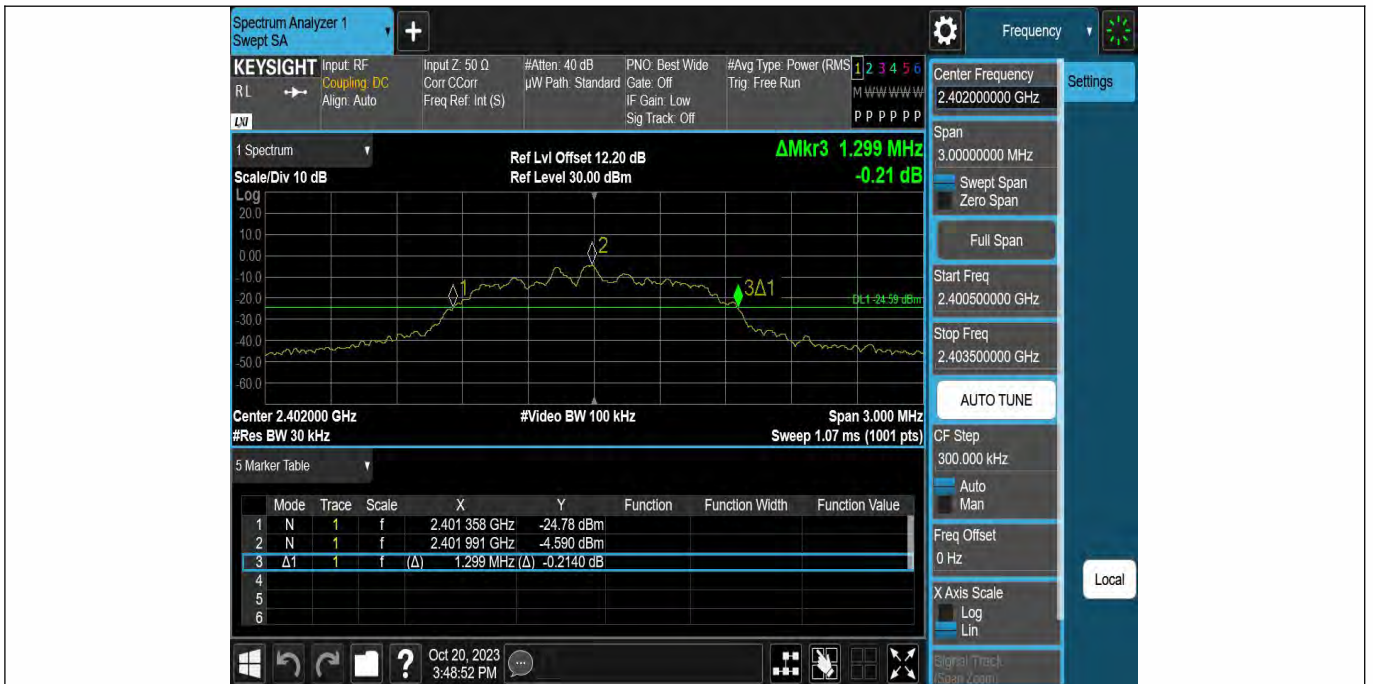 Spectrum Analyzer 1
Swept SA
+
Frequency
KEYSIGHT
RL
LXI
Input: RF
Coupling: DC
Align: Auto
Input Z: 50 Ω
Corr CCorr
Freq Ref: Int (S)
#Atten: 40 dB
µW Path: Standard
PNO: Best Wide
Gate: Off
IF Gain: Low
Sig Track: Off
#Avg Type: Power (RMS
Trig: Free Run
1 2 3 4 5 6
M W W W W W
P P P P P P
1 Spectrum
Scale/Div 10 dB
Ref Lvl Offset 12.20 dB
Ref Level 30.00 dBm
ΔMkr3 1.299 MHz
-0.21 dB
Log
20.0
10.0
0.00
-10.0
-20.0
-30.0
-40.0
-50.0
-60.0
1
2
3Δ1
DL1 -24.59 dBm
Center 2.402000 GHz
#Video BW 100 kHz
Span 3.000 MHz
#Res BW 30 kHz
Sweep 1.07 ms (1001 pts)
5 Marker Table
Mode Trace Scale X Y Function Function Width Function Value
1 N 1 f 2.401 358 GHz -24.78 dBm
2 N 1 f 2.401 991 GHz -4.590 dBm
3 Δ1 1 f (Δ) 1.299 MHz (Δ) -0.2140 dB
4
5
6
?
Oct 20, 2023
3:48:52 PM
Center Frequency
2.402000000 GHz
Settings
Span
3.00000000 MHz
Swept Span
Zero Span
Full Span
Start Freq
2.400500000 GHz
Stop Freq
2.403500000 GHz
AUTO TUNE
CF Step
300.000 kHz
Auto
Man
Freq Offset
0 Hz
Local
X Axis Scale
Log
Lin
Signal Track
(Span Zoom)